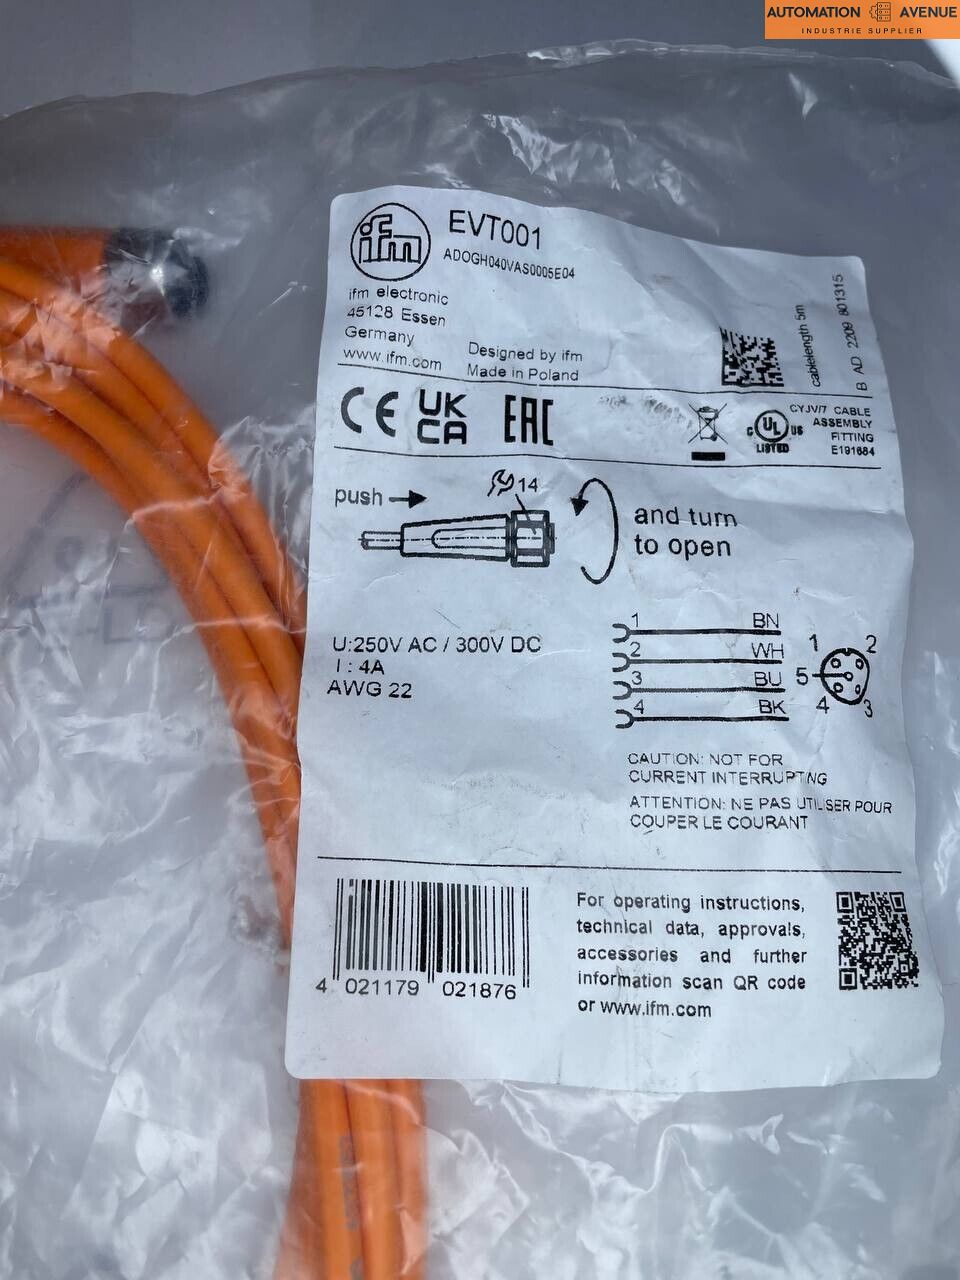 AUTOMATION AVENUE
INDUSTRIE SUPPLIER
ifm
EVT001
ADOGH040VAS0005E04
ifm electronic
45128 Essen
Germany
www.ifm.com
Designed by ifm
Made in Poland
cablelength 5m
B AD 2209 801315
CE UK CA EAC
c UL US
LISTED
CYJV/7 CABLE
ASSEMBLY
FITTING
E191684
push
14
and turn
to open
U:250V AC / 300V DC
I : 4A
AWG 22
1 BN
2 WH
3 BU
4 BK
1 2
5
4 3
CAUTION: NOT FOR
CURRENT INTERRUPTING
ATTENTION: NE PAS UTILISER POUR
COUPER LE COURANT
4 021179 021876
For operating instructions,
technical data, approvals,
accessories and further
information scan QR code
or www.ifm.com